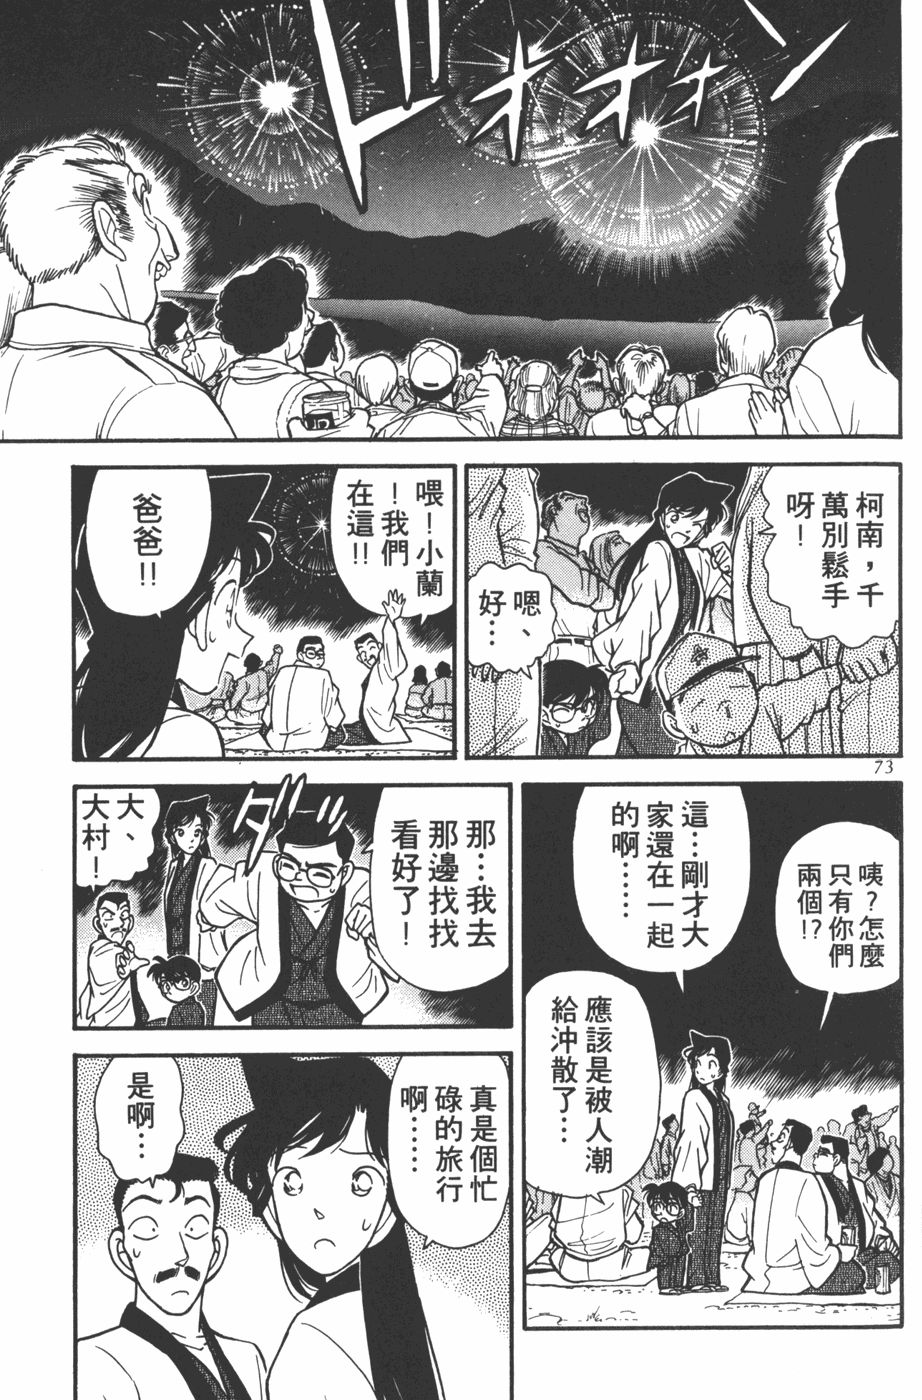 ドォォォン
柯南，千
萬別鬆手
呀！
嗯、
好…
喂！小蘭
！我們
在這!!
爸爸!!
73
咦？怎麼
只有你們
兩個!?
這…剛才大
家還在一起
的啊……
應該是被人潮
給沖散了…
那…我去
那邊找找
看好了！
ダッ
大、
大村！
真是個忙
碌的旅行
啊……
是啊…